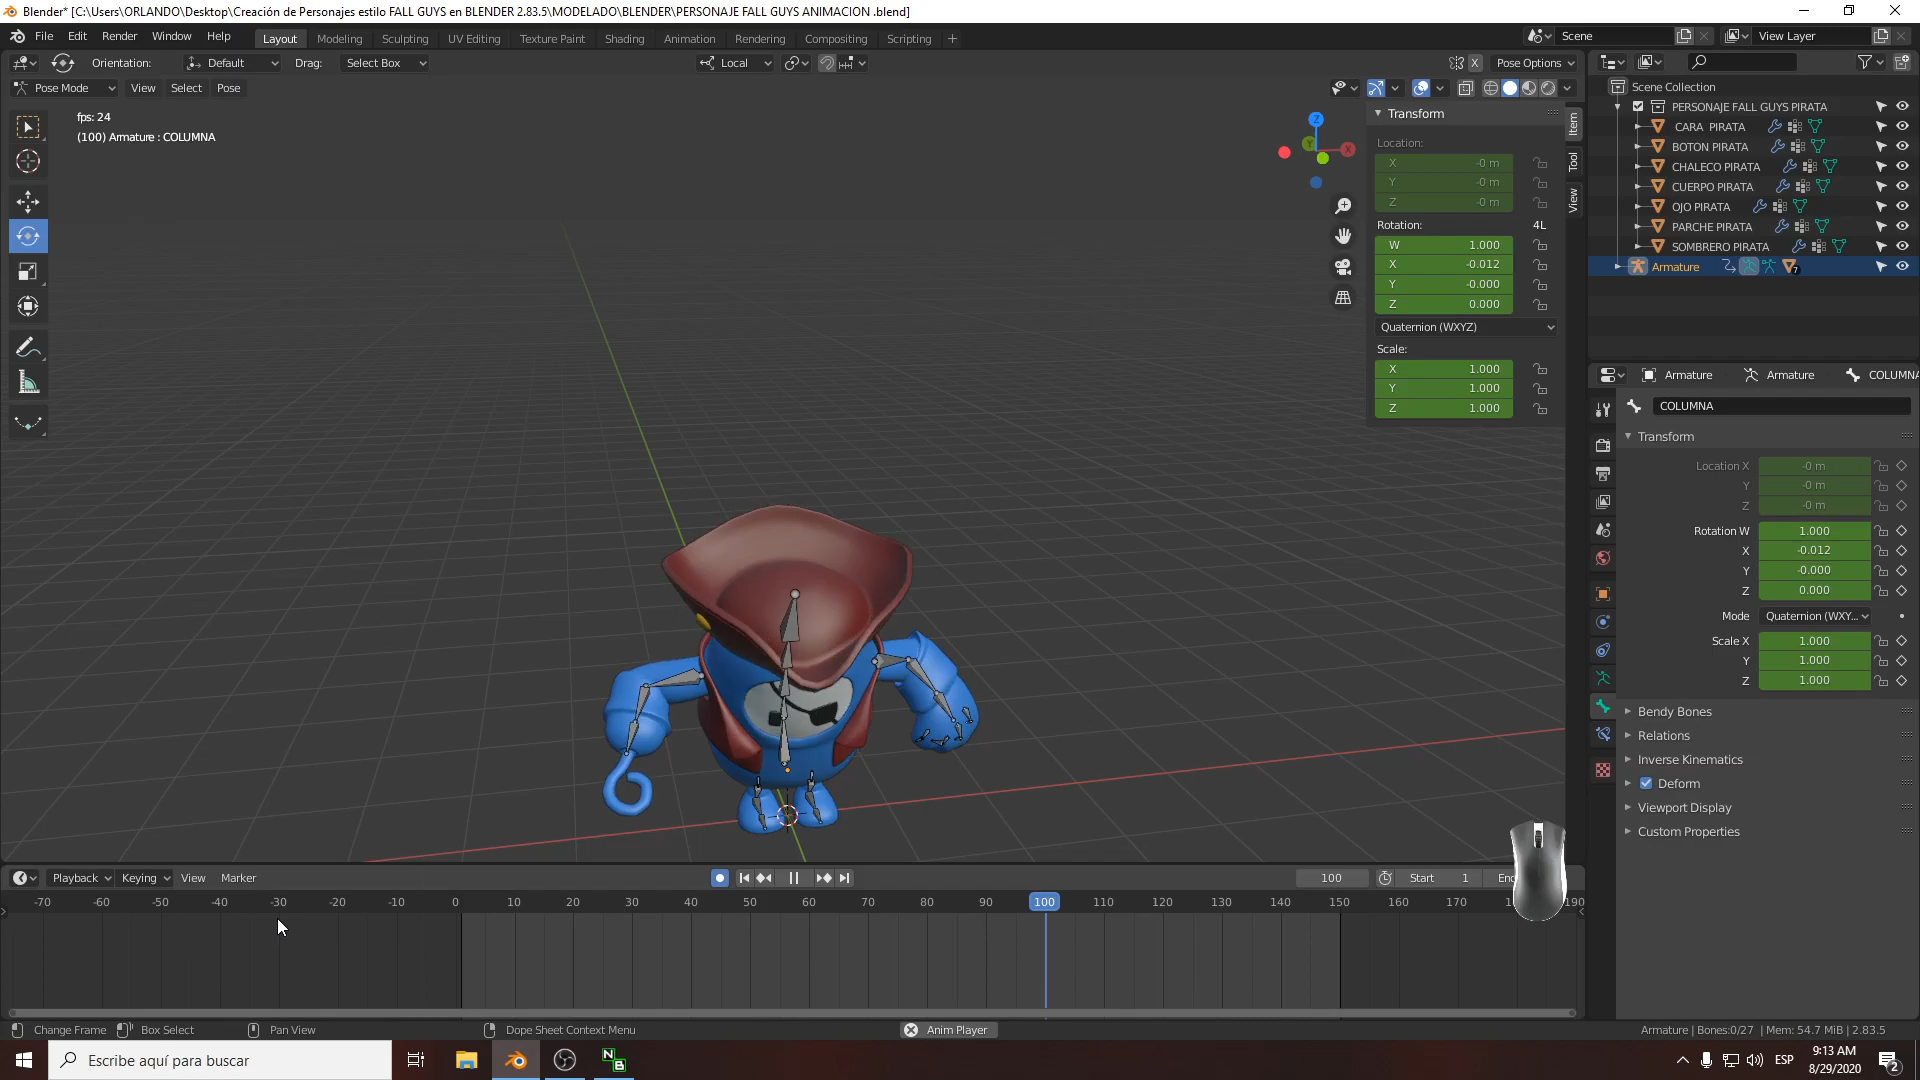 Blender* [C:\Users\ORLANDO\Desktop\Creación de Personajes estilo FALL GUYS en BLENDER 2.83.5\MODELADO\BLENDER\PERSONAJE FALL GUYS ANIMACION .blend]
File Edit Render Window Help
Layout Modeling Sculpting UV Editing Texture Paint Shading Animation Rendering Compositing Scripting
Scene
View Layer
Orientation: Default Drag: Select Box
Local
X Pose Options
Pose Mode View Select Pose
fps: 24
(100) Armature : COLUMNA
Z
Y
X
Transform
Location:
X -0 m
Y -0 m
Z -0 m
Rotation: 4L
W 1.000
X -0.012
Y -0.000
Z 0.000
Quaternion (WXYZ)
Scale:
X 1.000
Y 1.000
Z 1.000
Item
Tool
View
Scene Collection
PERSONAJE FALL GUYS PIRATA
CARA PIRATA
BOTON PIRATA
CHALECO PIRATA
CUERPO PIRATA
OJO PIRATA
PARCHE PIRATA
SOMBRERO PIRATA
Armature 7
Armature Armature COLUMNA
COLUMNA
Transform
Location X -0 m
Y -0 m
Z -0 m
Rotation W 1.000
X -0.012
Y -0.000
Z 0.000
Mode Quaternion (WXY...
Scale X 1.000
Y 1.000
Z 1.000
Bendy Bones
Relations
Inverse Kinematics
Deform
Viewport Display
Custom Properties
Playback Keying View Marker
100 Start 1 En
-70 -60 -50 -40 -30 -20 -10 0 10 20 30 40 50 60 70 80 90 100 110 120 130 140 150 160 170 190
Change Frame Box Select Pan View Dope Sheet Context Menu Anim Player
Armature | Bones:0/27 | Mem: 54.7 MiB | 2.83.5
Escribe aquí para buscar
N B
ESP
9:13 AM
8/29/2020
2